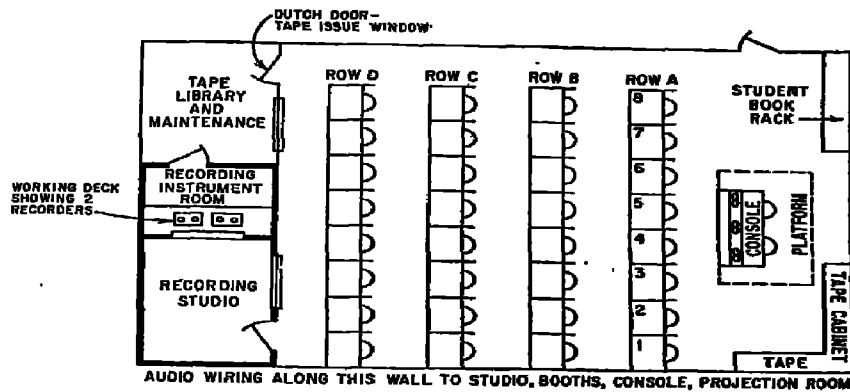 DUTCH DOOR-
TAPE ISSUE WINDOW
TAPE
LIBRARY
AND
MAINTENANCE
ROW D
ROW C
ROW B
ROW A
STUDENT
BOOK
RACK
8
7
6
5
4
3
2
1
RECORDING
INSTRUMENT
ROOM
WORKING DECK
SHOWING 2
RECORDERS
CONSOLE
PLATFORM
RECORDING
STUDIO
TAPE CABINET
TAPE
AUDIO WIRING ALONG THIS WALL TO STUDIO, BOOTHS, CONSOLE, PROJECTION ROOM